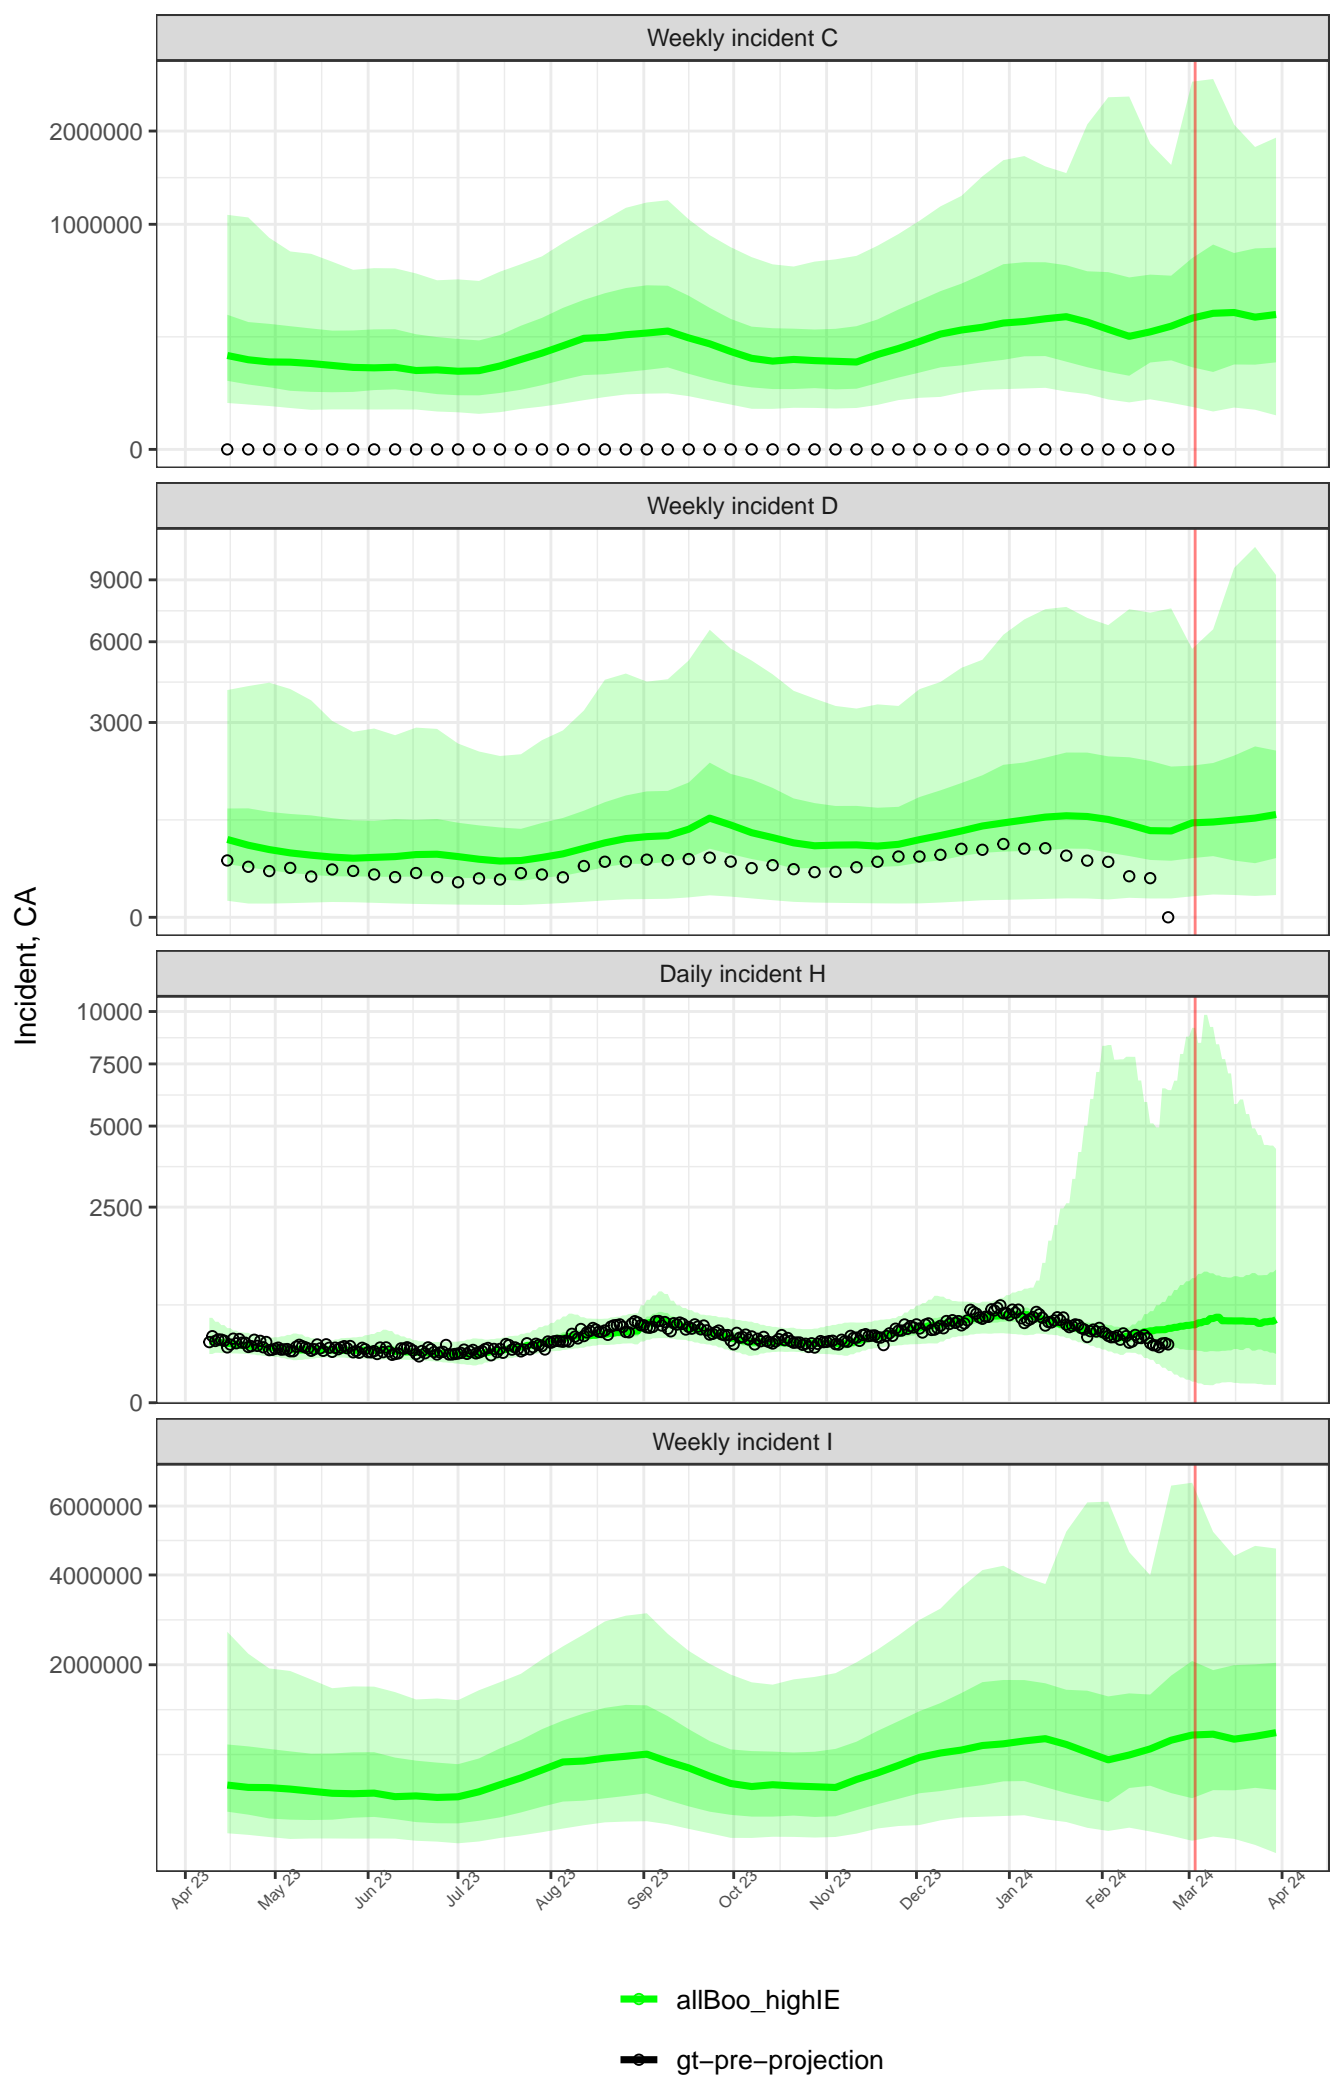 Weekly incident C
2000000
1000000
0
Weekly incident D
9000
6000
3000
0
Incident, CA
Daily incident H
10000
7500
5000
2500
0
Weekly incident I
6000000
4000000
2000000
Apr 23 May 23 Jun 23 Jul 23 Aug 23 Sep 23 Oct 23 Nov 23 Dec 23 Jan 24 Feb 24 Mar 24 Apr 24
allBoo_highIE
gt−pre−projection